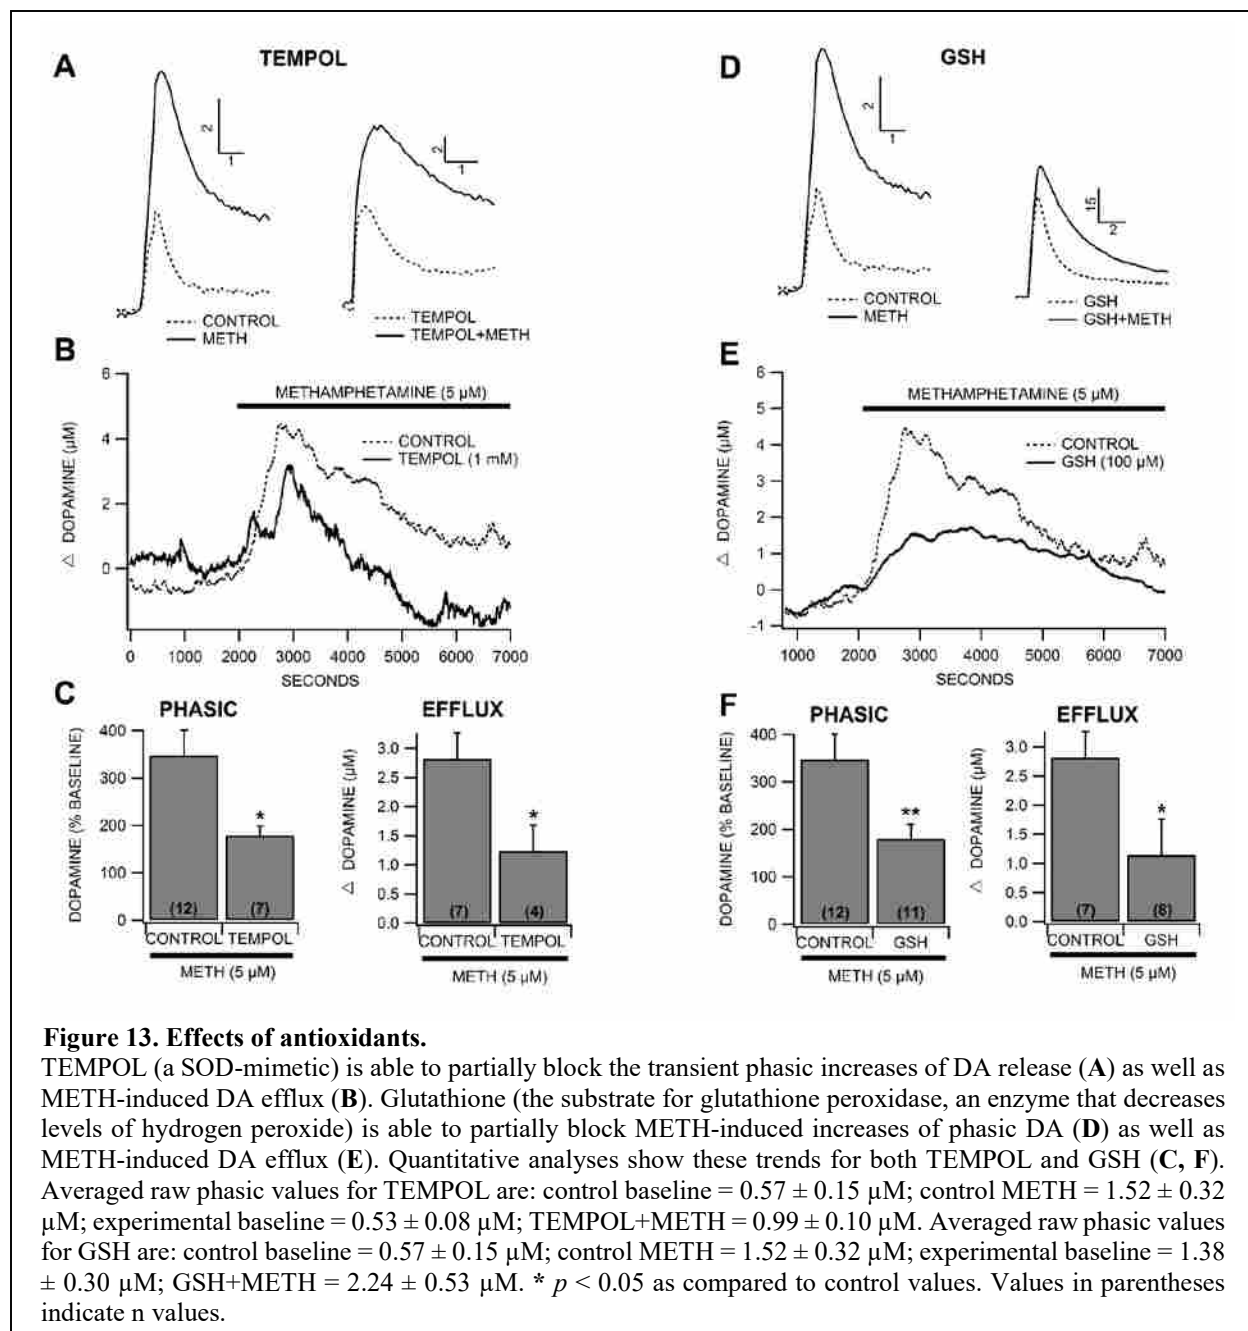 A
TEMPOL
2
1
2
1
CONTROL
METH
TEMPOL
TEMPOL+METH
B
6
4
2
0
△ DOPAMINE (µM)
METHAMPHETAMINE (5 µM)
CONTROL
TEMPOL (1 mM)
0 1000 2000 3000 4000 5000 6000 7000
SECONDS
C
PHASIC
DOPAMINE (% BASELINE)
400
300
200
100
0
*
(12) (7)
CONTROL TEMPOL
METH (5 µM)
EFFLUX
△ DOPAMINE (µM)
3.0
2.5
2.0
1.5
1.0
0.5
0.0
*
(7) (4)
CONTROL TEMPOL
METH (5 µM)
D
GSH
2
1
15
2
CONTROL
METH
GSH
GSH+METH
E
6
5
4
3
2
1
0
-1
△ DOPAMINE (µM)
METHAMPHETAMINE (5 µM)
CONTROL
GSH (100 µM)
1000 2000 3000 4000 5000 6000 7000
SECONDS
F
PHASIC
DOPAMINE (% BASELINE)
400
300
200
100
0
**
(12) (11)
CONTROL GSH
METH (5 µM)
EFFLUX
△ DOPAMINE (µM)
3.0
2.5
2.0
1.5
1.0
0.5
0.0
*
(7) (8)
CONTROL GSH
METH (5 µM)
Figure 13. Effects of antioxidants.
TEMPOL (a SOD-mimetic) is able to partially block the transient phasic increases of DA release (A) as well as
METH-induced DA efflux (B). Glutathione (the substrate for glutathione peroxidase, an enzyme that decreases
levels of hydrogen peroxide) is able to partially block METH-induced increases of phasic DA (D) as well as
METH-induced DA efflux (E). Quantitative analyses show these trends for both TEMPOL and GSH (C, F).
Averaged raw phasic values for TEMPOL are: control baseline = 0.57 ± 0.15 µM; control METH = 1.52 ± 0.32
µM; experimental baseline = 0.53 ± 0.08 µM; TEMPOL+METH = 0.99 ± 0.10 µM. Averaged raw phasic values
for GSH are: control baseline = 0.57 ± 0.15 µM; control METH = 1.52 ± 0.32 µM; experimental baseline = 1.38
± 0.30 µM; GSH+METH = 2.24 ± 0.53 µM. * p < 0.05 as compared to control values. Values in parentheses
indicate n values.